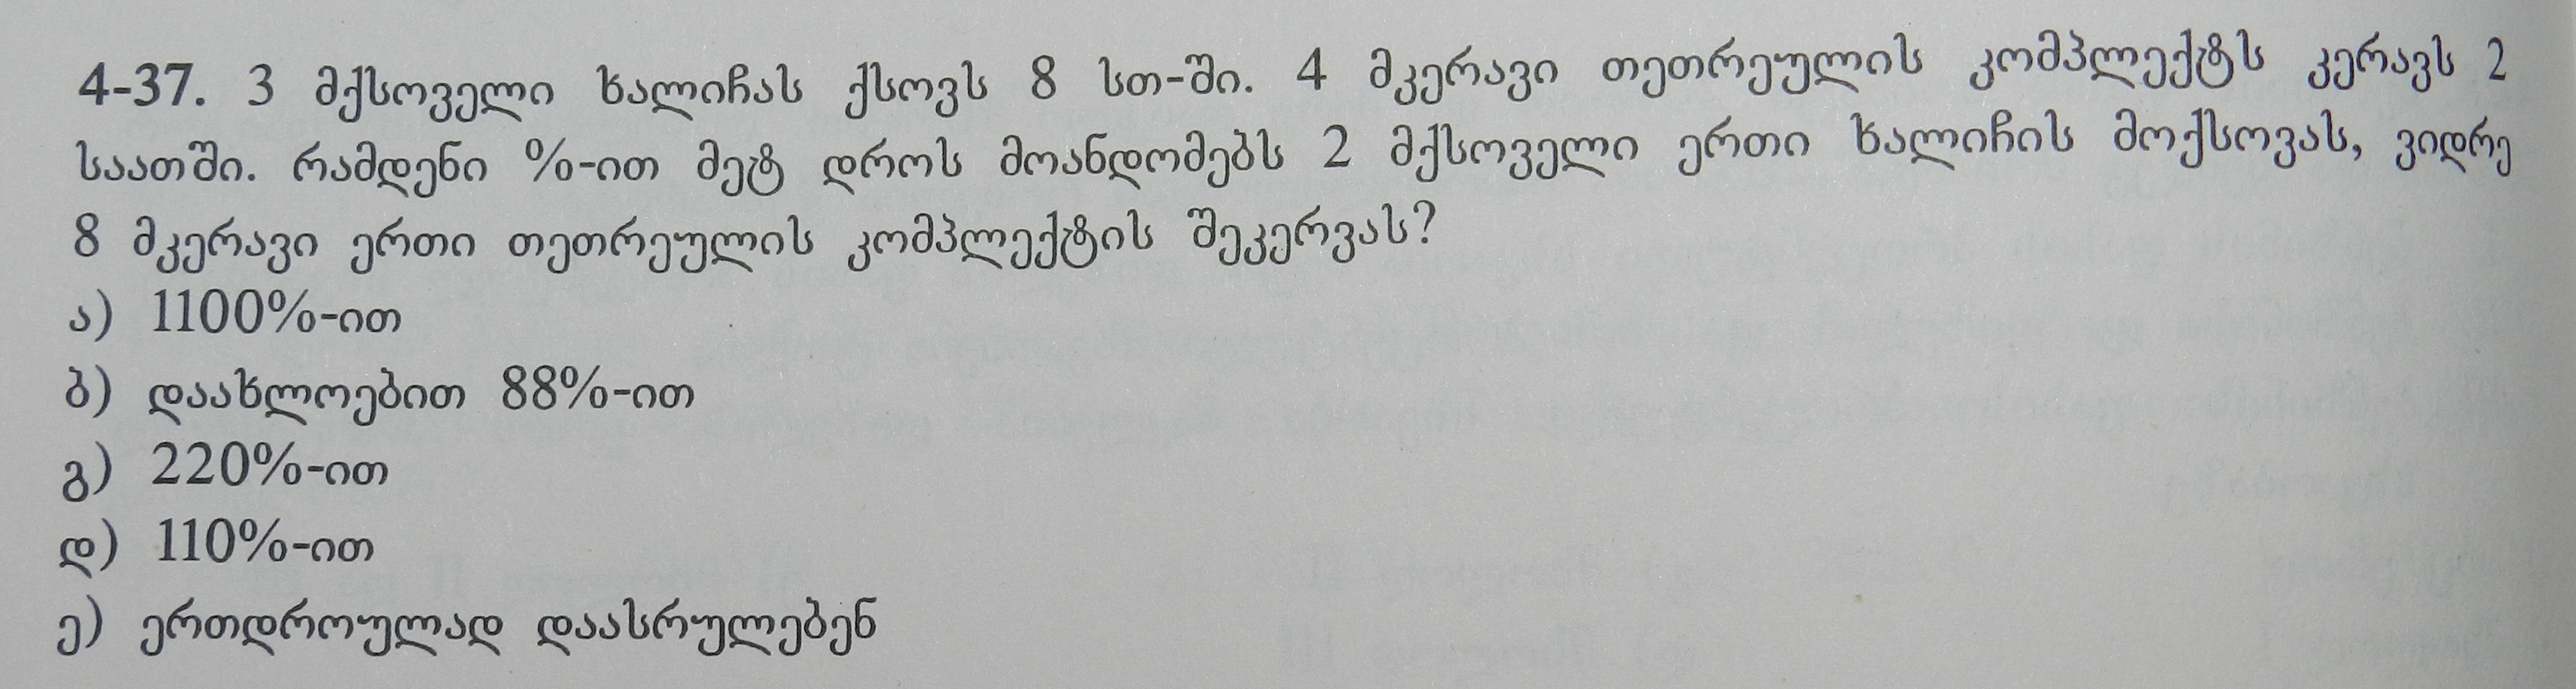 4-37. 3 მქსოველი ხალიჩას ქსოვს 8 სთ-ში. 4 მკერავი თეთრეულის კომპლექტს კერავს 2
საათში. რამდენი %-ით მეტ დროს მოანდომებს 2 მქსოველი ერთი ხალიჩის მოქსოვას, ვიდრე
8 მკერავი ერთი თეთრეულის კომპლექტის შეკერვას?
ა) 1100%-ით
ბ) დაახლოებით 88%-ით
გ) 220%-ით
დ) 110%-ით
ე) ერთდროულად დაასრულებენ